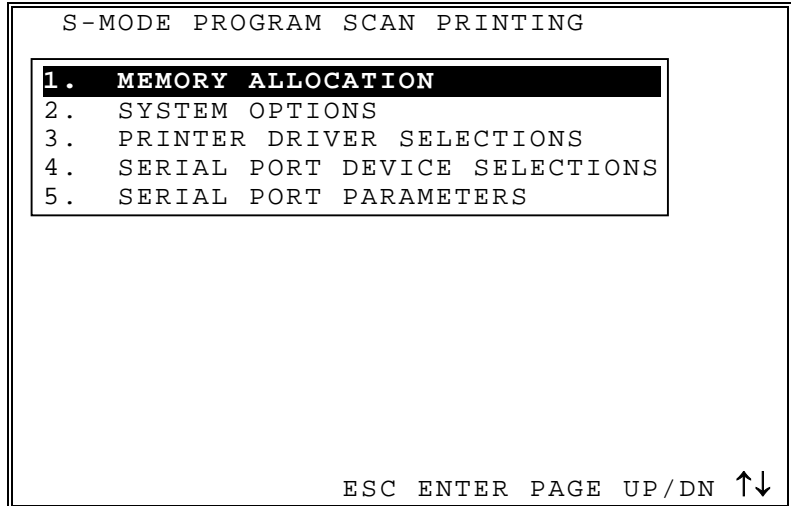 S-MODE PROGRAM SCAN PRINTING
1. MEMORY ALLOCATION
2. SYSTEM OPTIONS
3. PRINTER DRIVER SELECTIONS
4. SERIAL PORT DEVICE SELECTIONS
5. SERIAL PORT PARAMETERS
ESC ENTER PAGE UP/DN ↑↓